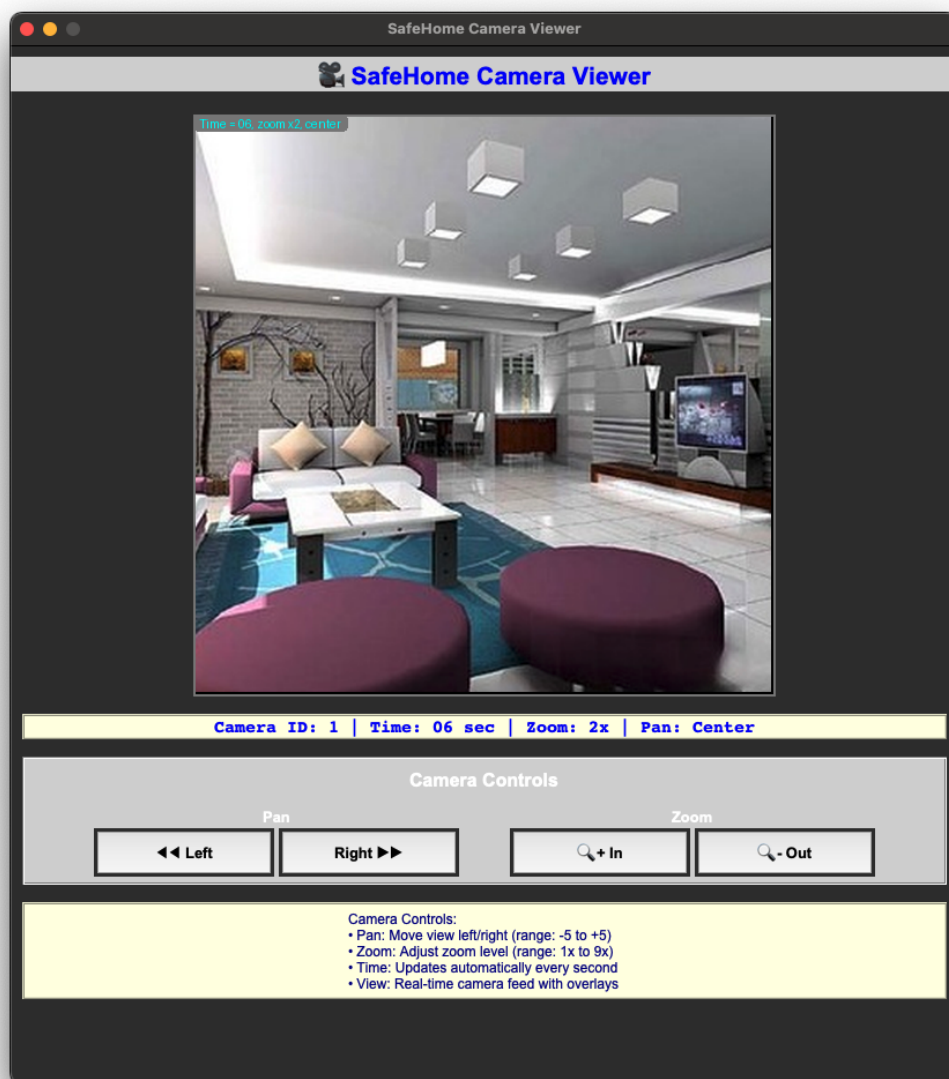 SafeHome Camera Viewer
SafeHome Camera Viewer
Time = 06, zoom x2, center
Camera ID: 1 | Time: 06 sec | Zoom: 2x | Pan: Center
Camera Controls
Pan
Zoom
◀◀ Left
Right ▶▶
🔍+ In
🔍- Out
Camera Controls:
• Pan: Move view left/right (range: -5 to +5)
• Zoom: Adjust zoom level (range: 1x to 9x)
• Time: Updates automatically every second
• View: Real-time camera feed with overlays